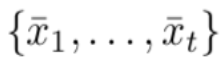 {x̄₁, . . . , x̄ₜ}